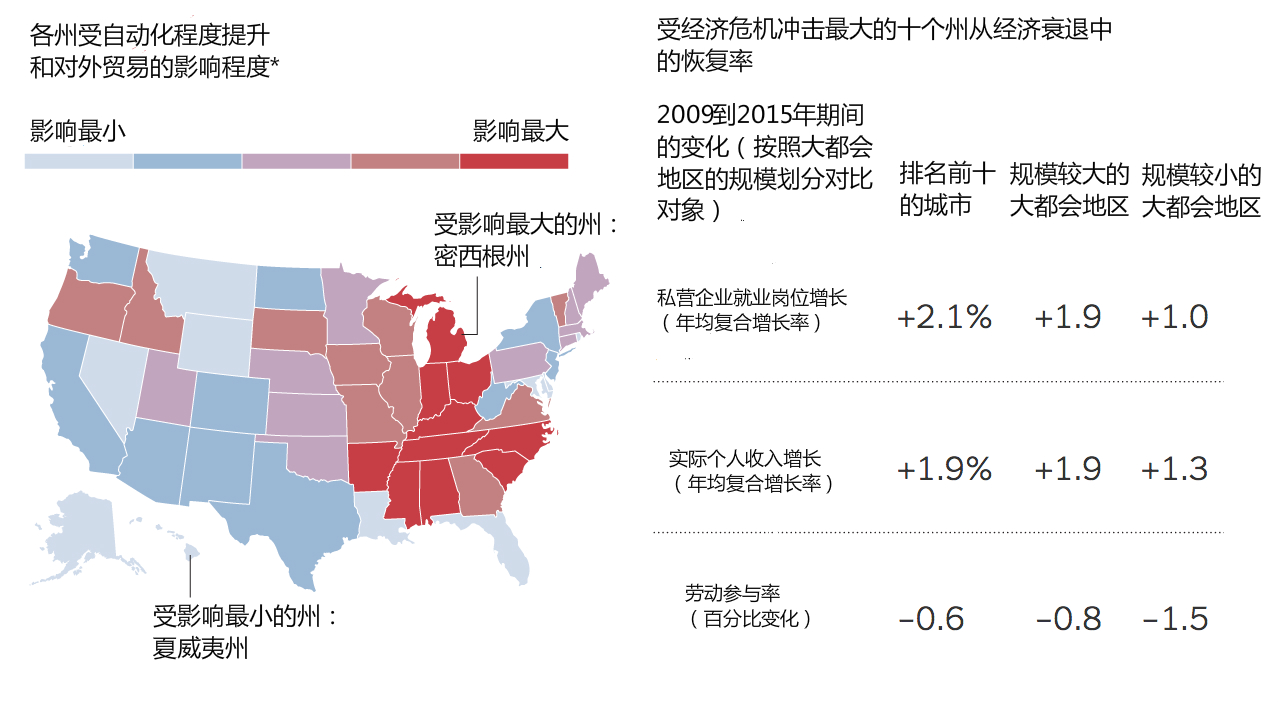 各州受自动化程度提升
和对外贸易的影响程度*
影响最小
影响最大
受影响最大的州：
密西根州
受影响最小的州：
夏威夷州
受经济危机冲击最大的十个州从经济衰退中
的恢复率
2009到2015年期间
的变化（按照大都会
地区的规模划分对比
对象）
排名前十
的城市
规模较大的
大都会地区
规模较小的
大都会地区
私营企业就业岗位增长
（年均复合增长率）
+2.1%
+1.9
+1.0
实际个人收入增长
（年均复合增长率）
+1.9%
+1.9
+1.3
劳动参与率
（百分比变化）
–0.6
–0.8
–1.5